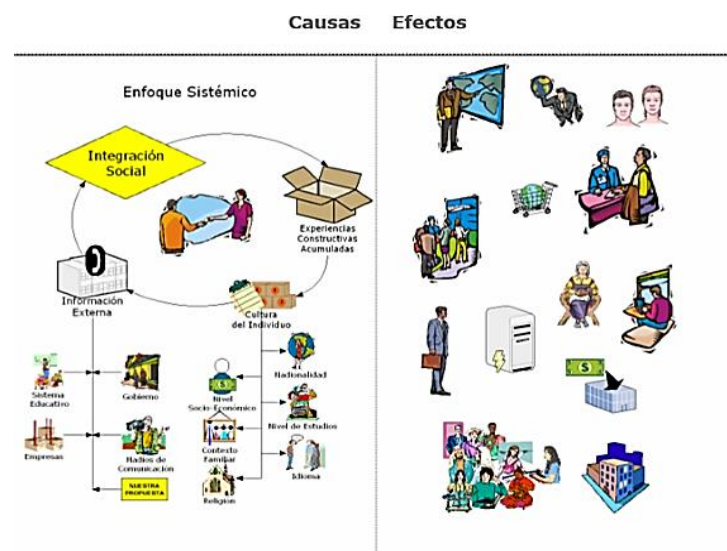 Causas Efectos
Enfoque Sistémico
Integración
Social
Experiencias
Constructivas
Acumuladas
Información
Externa
Cultura
del Individuo
Sistema
Educativo
Gobierno
Empresas
Madios de
Comunicación
NUESTRA
PROPUESTA
Nacionalidad
Nivel
Socio-Económico
Nivel de Estudios
Contexto
Familiar
Idioma
Religión